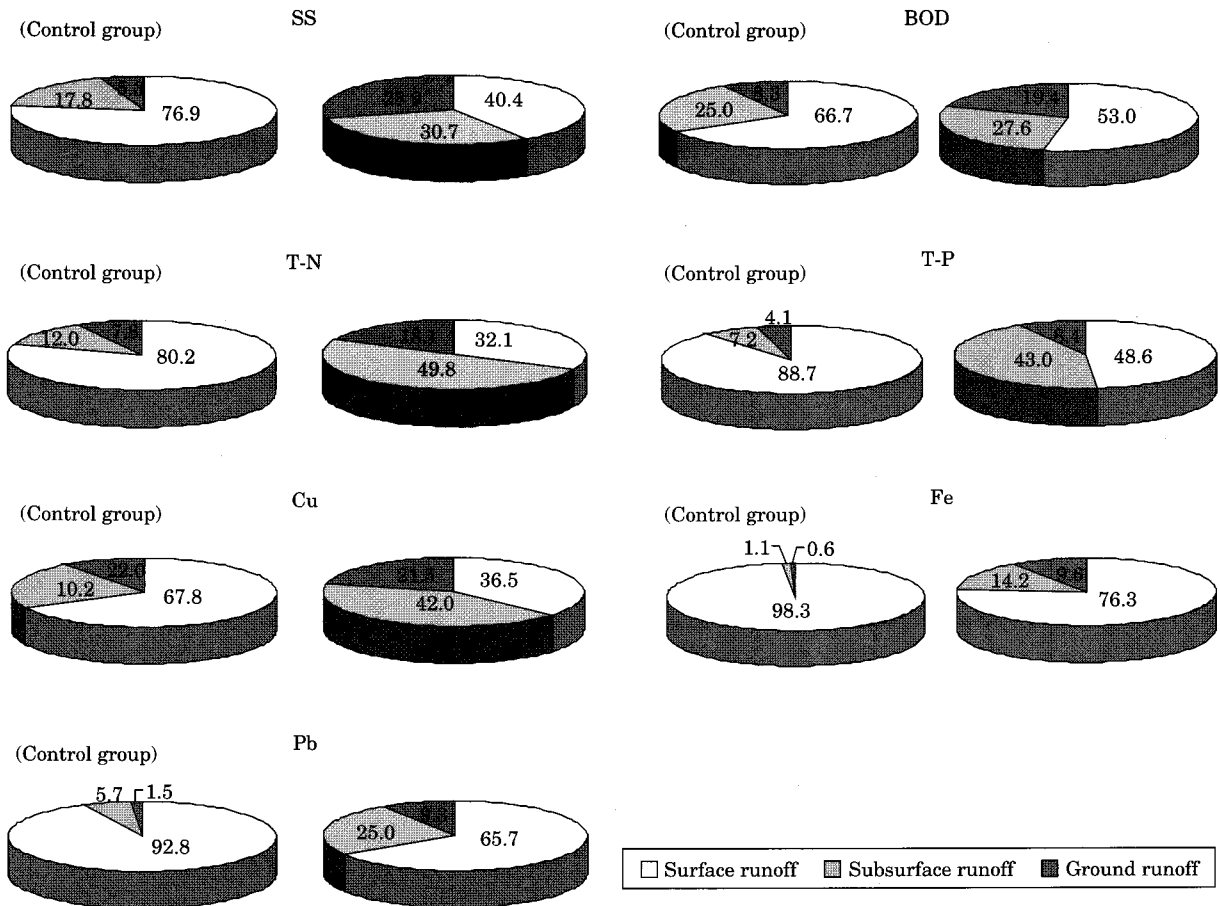 SS
(Control group)
17.8
76.9
40.4
30.7
BOD
(Control group)
25.0
66.7
19.4
53.0
27.6
T-N
(Control group)
12.0
80.2
32.1
49.8
T-P
(Control group)
4.1
7.2
88.7
8.4
43.0
48.6
Cu
(Control group)
10.2
67.8
36.5
42.0
Fe
(Control group)
1.1
0.6
98.3
14.2
76.3
Pb
(Control group)
5.7
1.5
92.8
25.0
65.7
Surface runoff
Subsurface runoff
Ground runoff